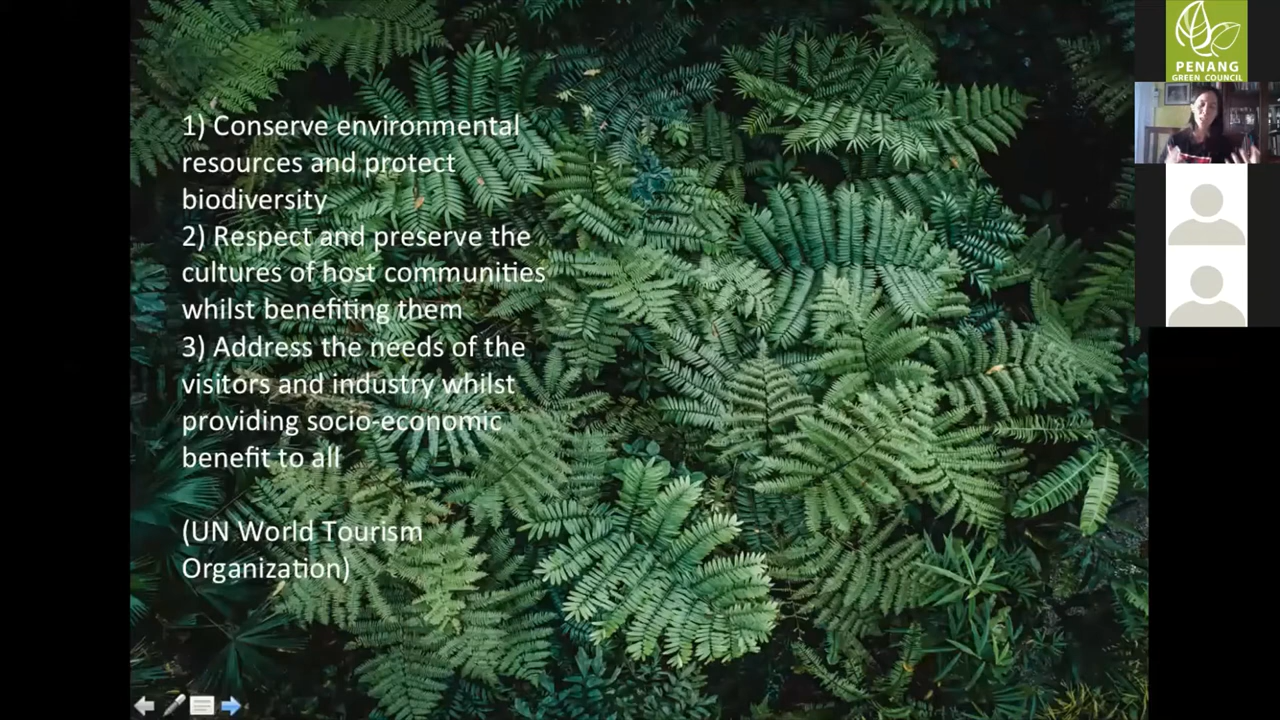 1) Conserve environmental
resources and protect
biodiversity
2) Respect and preserve the
cultures of host communities
whilst benefiting them
3) Address the needs of the
visitors and industry whilst
providing socio-economic
benefit to all
(UN World Tourism
Organization)
PENANG
GREEN COUNCIL